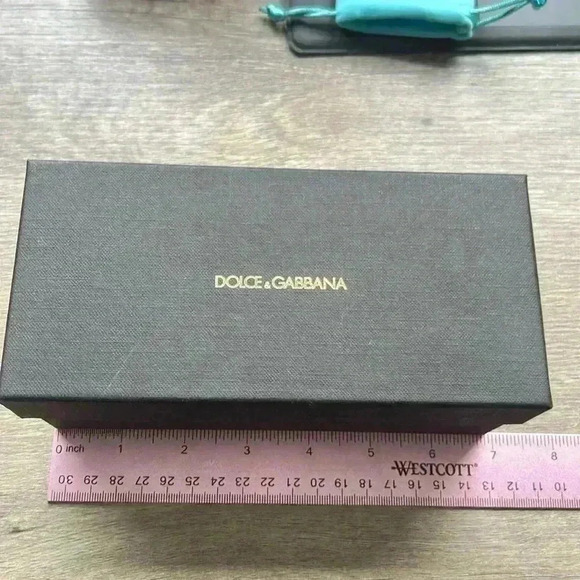 DOLCE & GABBANA
0 inch 1 2 3 4 5 6 7 8
WESTCOTT®
30 29 28 27 26 25 24 23 22 21 20 19 18 17 16 15 14 13 12 11 10